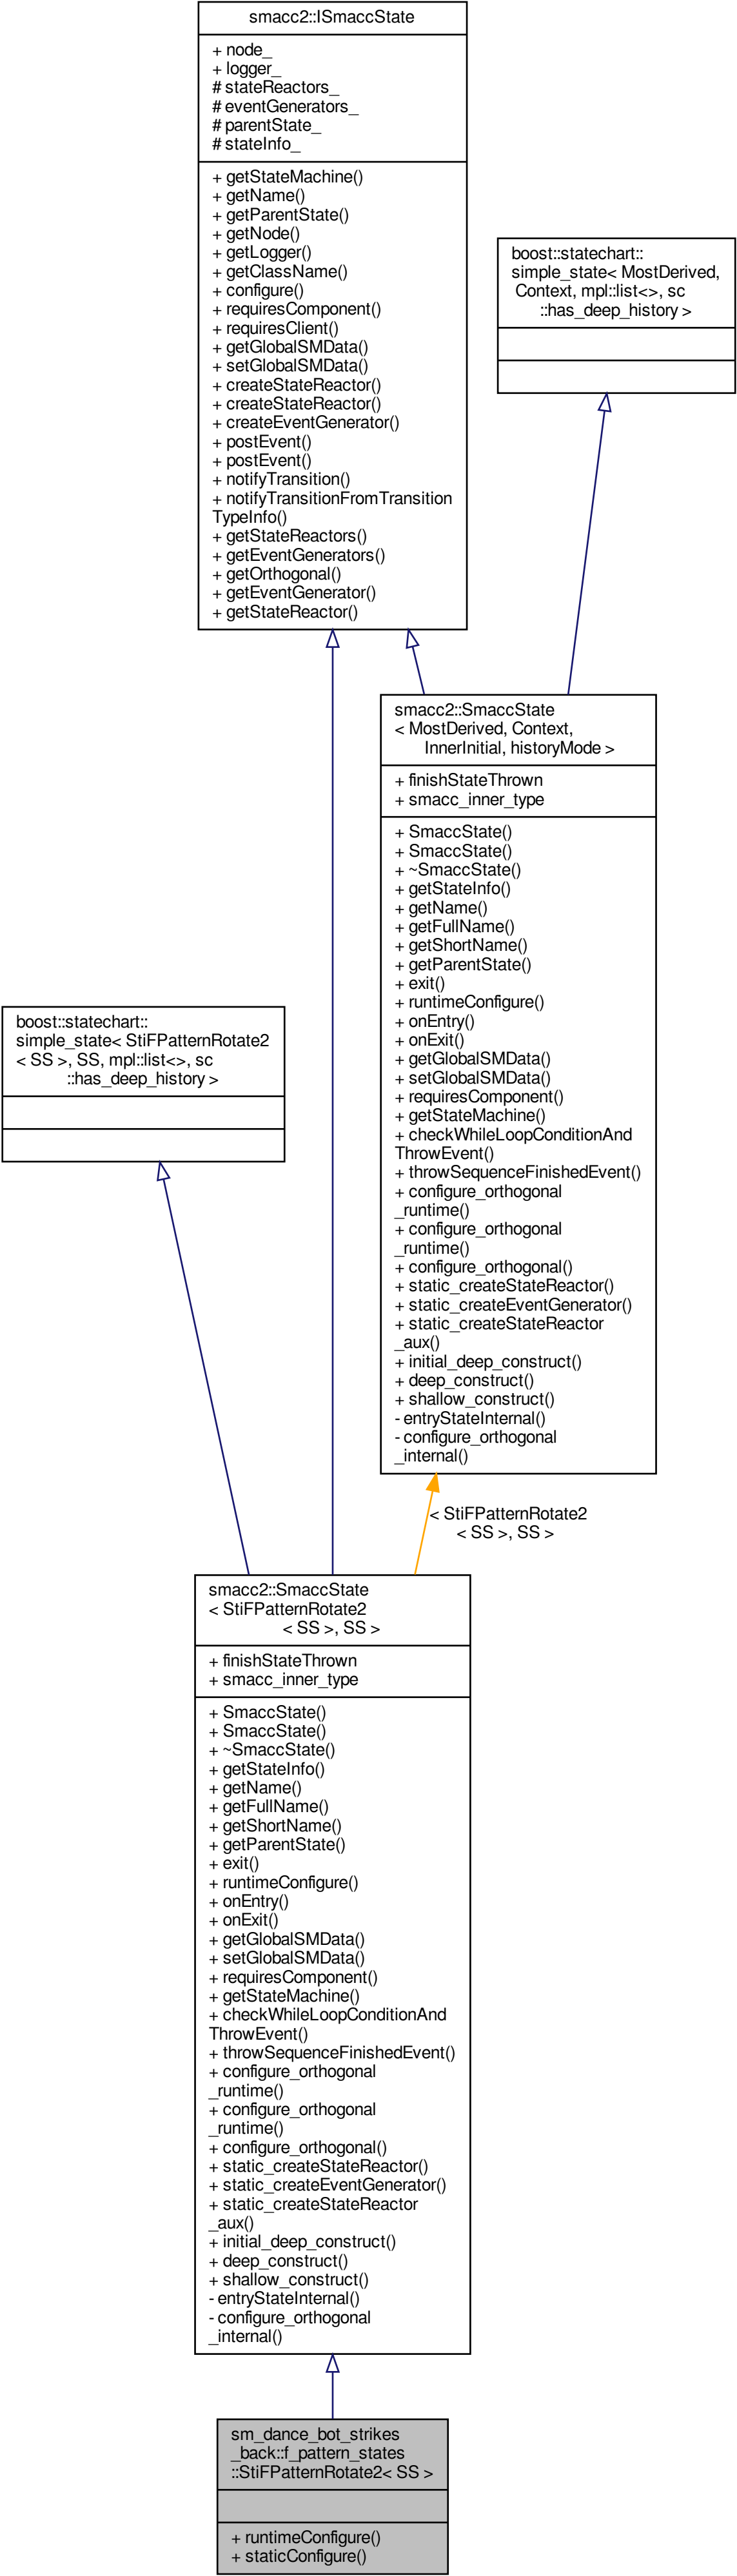 smacc2::ISmaccState
+ node_
+ logger_
# stateReactors_
# eventGenerators_
# parentState_
# stateInfo_
+ getStateMachine()
+ getName()
+ getParentState()
+ getNode()
+ getLogger()
+ getClassName()
+ configure()
+ requiresComponent()
+ requiresClient()
+ getGlobalSMData()
+ setGlobalSMData()
+ createStateReactor()
+ createStateReactor()
+ createEventGenerator()
+ postEvent()
+ postEvent()
+ notifyTransition()
+ notifyTransitionFromTransition
TypeInfo()
+ getStateReactors()
+ getEventGenerators()
+ getOrthogonal()
+ getEventGenerator()
+ getStateReactor()
boost::statechart::
simple_state< MostDerived,
Context, mpl::list<>, sc
::has_deep_history >
smacc2::SmaccState
< MostDerived, Context,
InnerInitial, historyMode >
+ finishStateThrown
+ smacc_inner_type
+ SmaccState()
+ SmaccState()
+ ~SmaccState()
+ getStateInfo()
+ getName()
+ getFullName()
+ getShortName()
+ getParentState()
+ exit()
+ runtimeConfigure()
+ onEntry()
+ onExit()
+ getGlobalSMData()
+ setGlobalSMData()
+ requiresComponent()
+ getStateMachine()
+ checkWhileLoopConditionAnd
ThrowEvent()
+ throwSequenceFinishedEvent()
+ configure_orthogonal
_runtime()
+ configure_orthogonal
_runtime()
+ configure_orthogonal()
+ static_createStateReactor()
+ static_createEventGenerator()
+ static_createStateReactor
_aux()
+ initial_deep_construct()
+ deep_construct()
+ shallow_construct()
- entryStateInternal()
- configure_orthogonal
_internal()
boost::statechart::
simple_state< StiFPatternRotate2
< SS >, SS, mpl::list<>, sc
::has_deep_history >
< StiFPatternRotate2
< SS >, SS >
smacc2::SmaccState
< StiFPatternRotate2
< SS >, SS >
+ finishStateThrown
+ smacc_inner_type
+ SmaccState()
+ SmaccState()
+ ~SmaccState()
+ getStateInfo()
+ getName()
+ getFullName()
+ getShortName()
+ getParentState()
+ exit()
+ runtimeConfigure()
+ onEntry()
+ onExit()
+ getGlobalSMData()
+ setGlobalSMData()
+ requiresComponent()
+ getStateMachine()
+ checkWhileLoopConditionAnd
ThrowEvent()
+ throwSequenceFinishedEvent()
+ configure_orthogonal
_runtime()
+ configure_orthogonal
_runtime()
+ configure_orthogonal()
+ static_createStateReactor()
+ static_createEventGenerator()
+ static_createStateReactor
_aux()
+ initial_deep_construct()
+ deep_construct()
+ shallow_construct()
- entryStateInternal()
- configure_orthogonal
_internal()
sm_dance_bot_strikes
_back::f_pattern_states
::StiFPatternRotate2< SS >
+ runtimeConfigure()
+ staticConfigure()